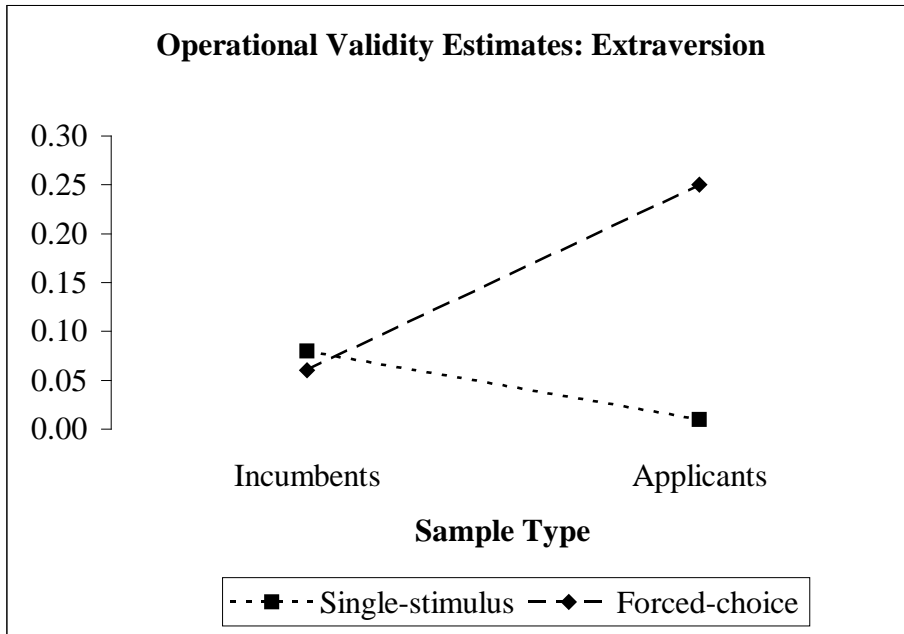 Operational Validity Estimates: Extraversion
0.30
0.25
0.20
0.15
0.10
0.05
0.00
Incumbents Applicants
Sample Type
Single-stimulus Forced-choice